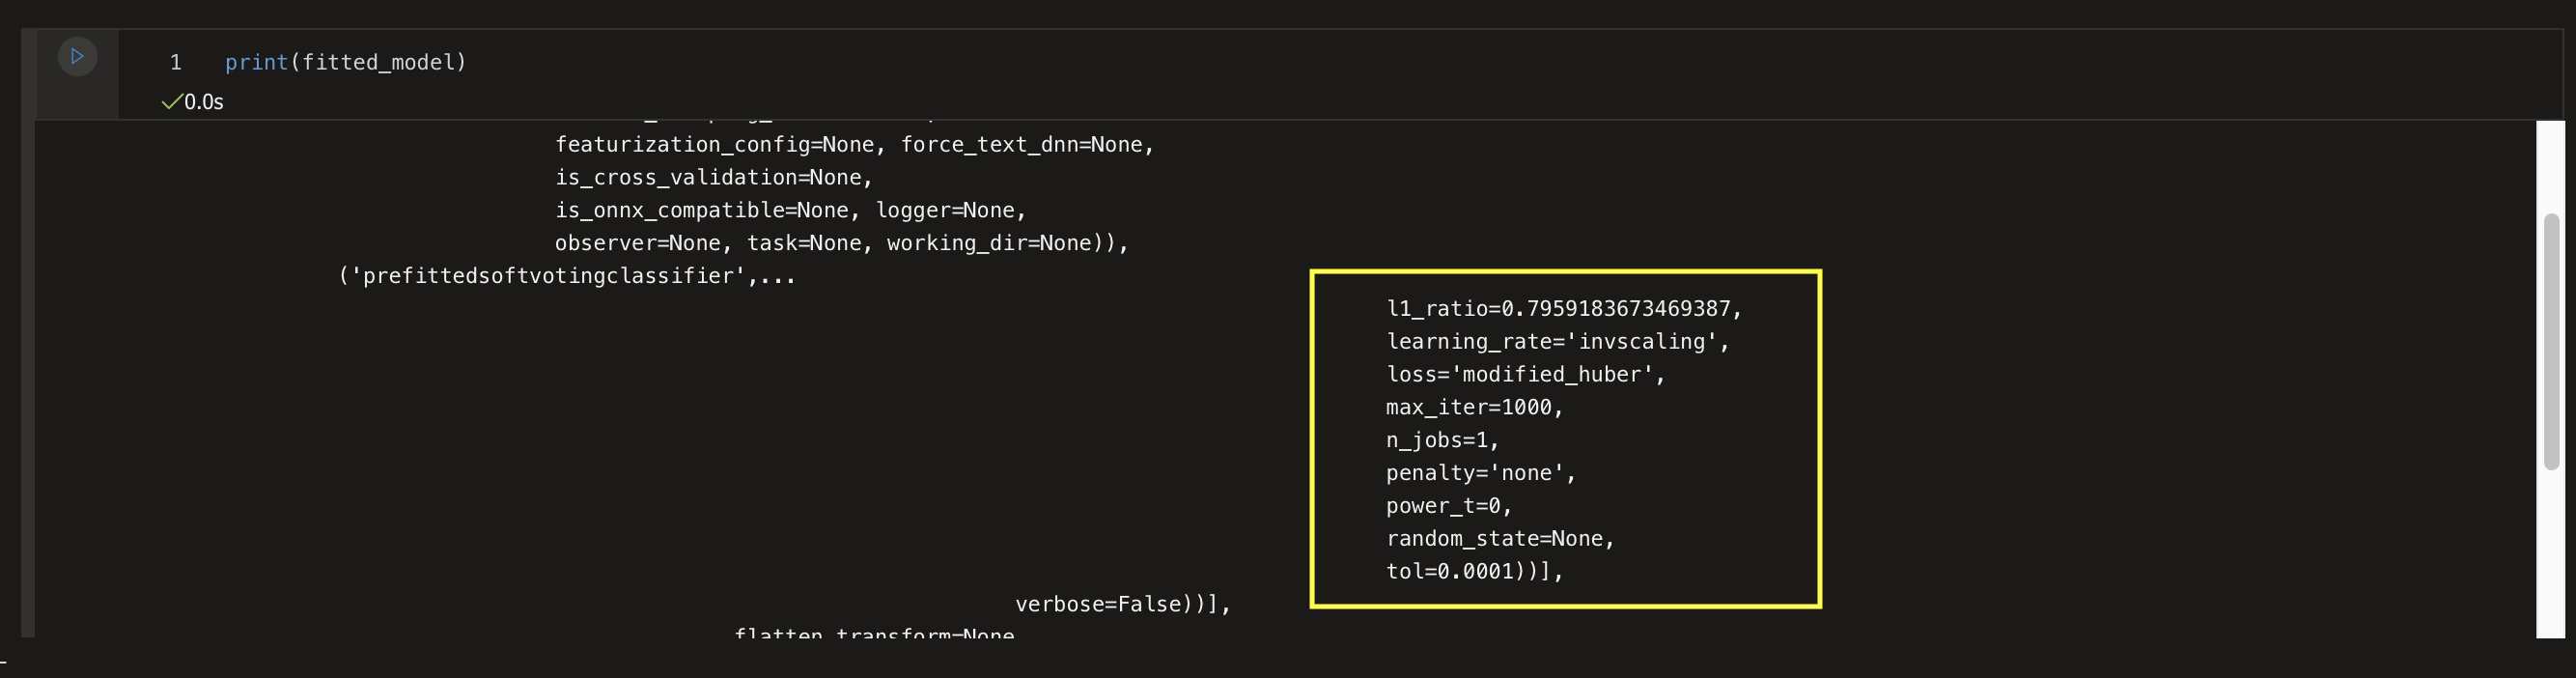 1 print(fitted_model)
0.0s
featurization_config=None, force_text_dnn=None,
is_cross_validation=None,
is_onnx_compatible=None, logger=None,
observer=None, task=None, working_dir=None)),
('prefittedsoftvotingclassifier',...
l1_ratio=0.7959183673469387,
learning_rate='invscaling',
loss='modified_huber',
max_iter=1000,
n_jobs=1,
penalty='none',
power_t=0,
random_state=None,
tol=0.0001))],
verbose=False))],
flatten_transform=None